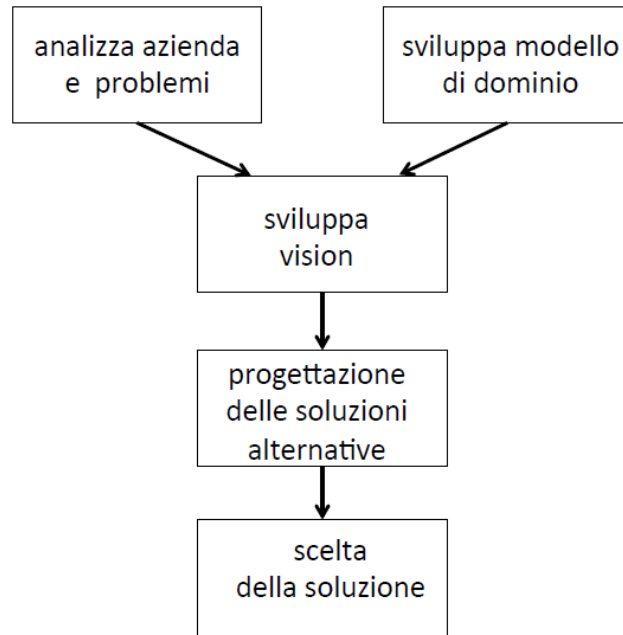 analizza azienda
e problemi
sviluppa modello
di dominio
sviluppa
vision
progettazione
delle soluzioni
alternative
scelta
della soluzione